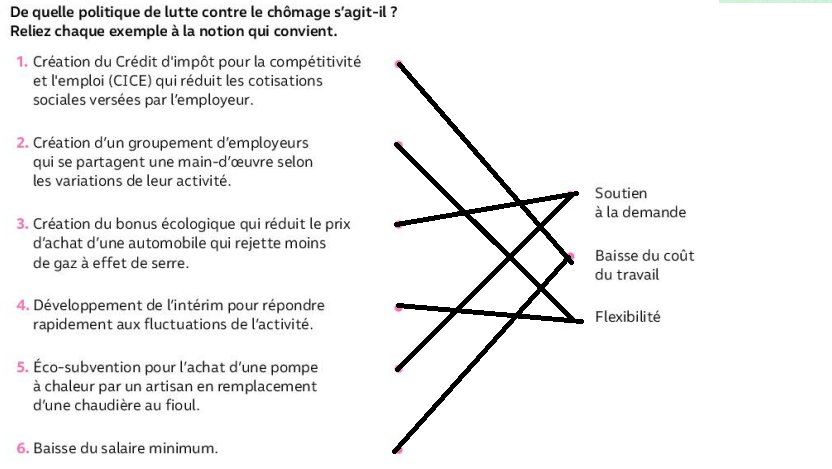 De quelle politique de lutte contre le chômage s'agit-il ?
Reliez chaque exemple à la notion qui convient.
1. Création du Crédit d'impôt pour la compétitivité
et l'emploi (CICE) qui réduit les cotisations
sociales versées par l'employeur.
2. Création d'un groupement d'employeurs
qui se partagent une main-d'œuvre selon
les variations de leur activité.
3. Création du bonus écologique qui réduit le prix
d'achat d'une automobile qui rejette moins
de gaz à effet de serre.
4. Développement de l'intérim pour répondre
rapidement aux fluctuations de l'activité.
5. Éco-subvention pour l'achat d'une pompe
à chaleur par un artisan en remplacement
d'une chaudière au fioul.
6. Baisse du salaire minimum.
Soutien
à la demande
Baisse du coût
du travail
Flexibilité